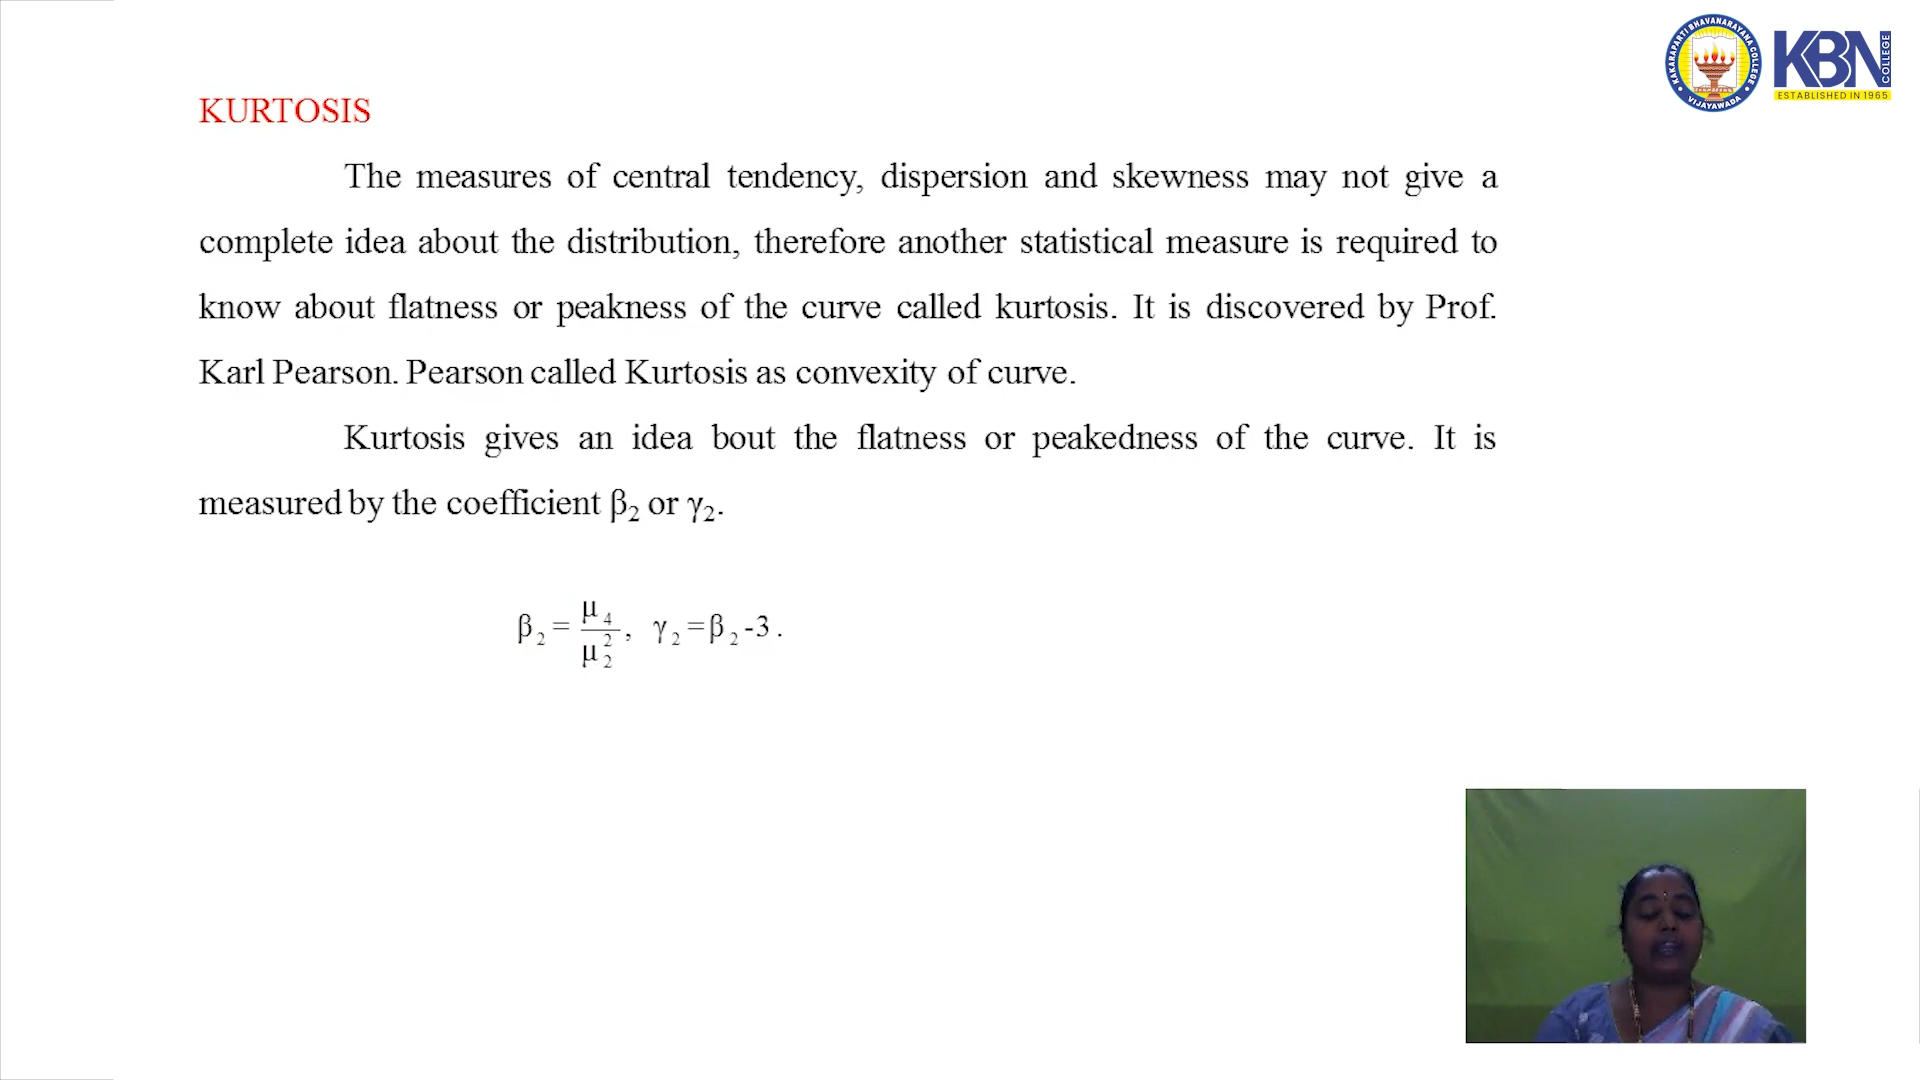 KAKARAPARTI BHAVANARAYANA COLLEGE
VIJAYAWADA
KBN
COLLEGE
ESTABLISHED IN 1965
KURTOSIS
The measures of central tendency, dispersion and skewness may not give a
complete idea about the distribution, therefore another statistical measure is required to
know about flatness or peakness of the curve called kurtosis. It is discovered by Prof.
Karl Pearson. Pearson called Kurtosis as convexity of curve.
Kurtosis gives an idea bout the flatness or peakedness of the curve. It is
measured by the coefficient β₂ or γ₂.
β₂ = μ₄ / μ₂², γ₂ = β₂ -3 .